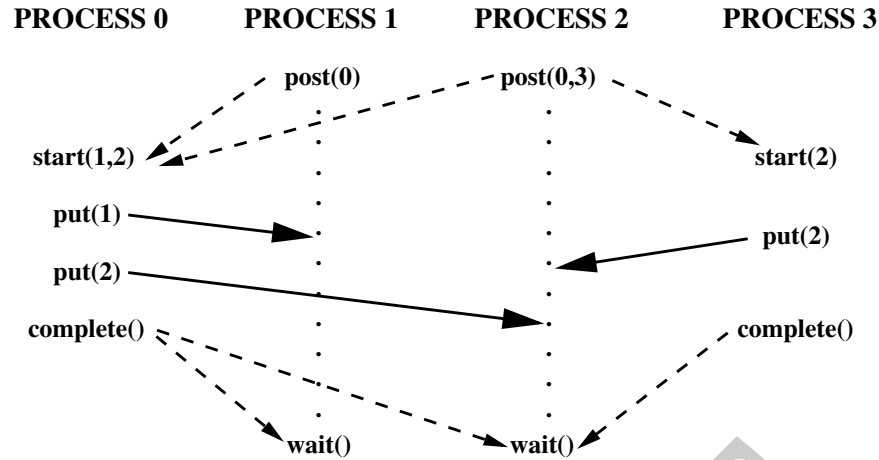 PROCESS 0 PROCESS 1 PROCESS 2 PROCESS 3
post(0) post(0,3)
start(1,2) start(2)
put(1)
put(2)
put(2)
complete() complete()
wait() wait()